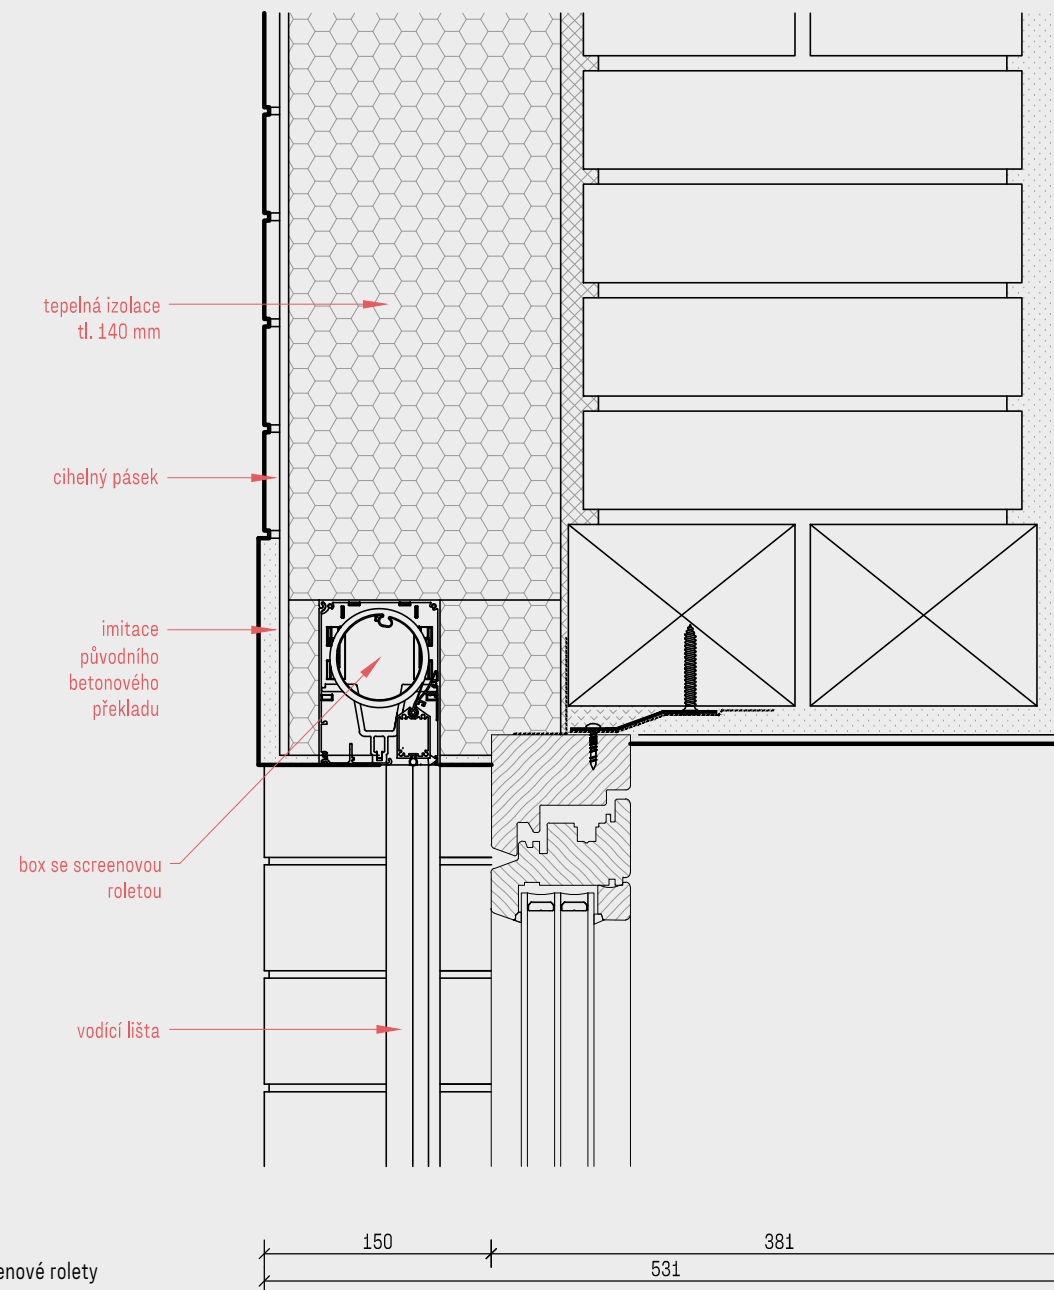 tepelná izolace
tl. 140 mm
cihelný pásek
imitace
původního
betonového
překladu
box se screenovou
roletou
vodící lišta
150
381
531
enové rolety